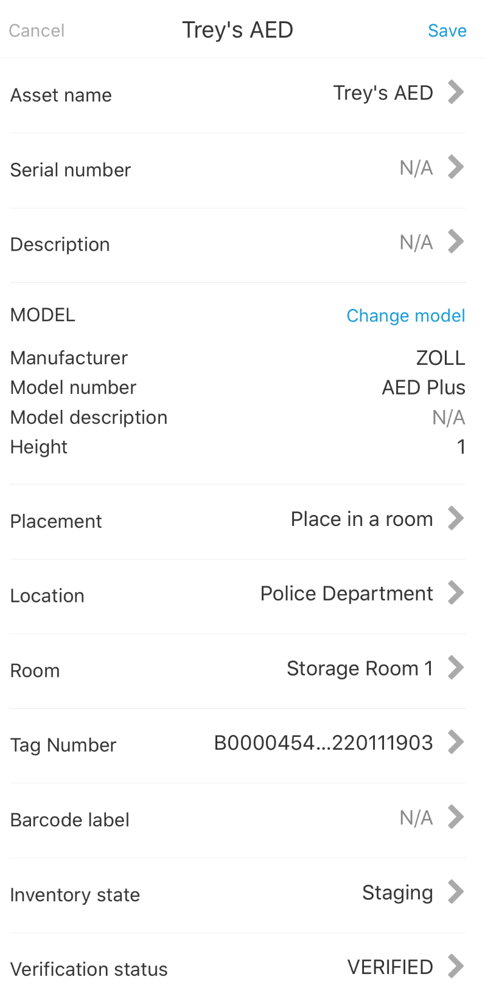 Cancel Trey's AED Save
Asset name Trey's AED
Serial number N/A
Description N/A
MODEL Change model
Manufacturer ZOLL
Model number AED Plus
Model description N/A
Height 1
Placement Place in a room
Location Police Department
Room Storage Room 1
Tag Number B0000454...220111903
Barcode label N/A
Inventory state Staging
Verification status VERIFIED